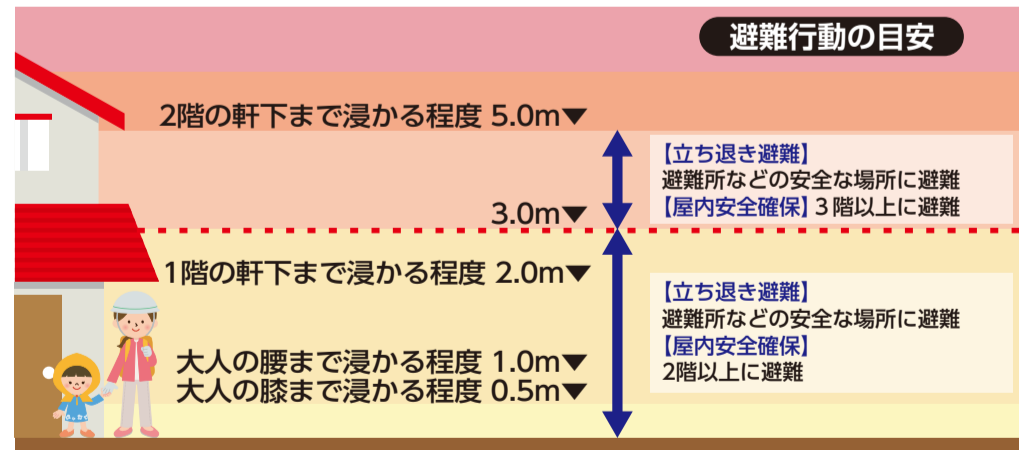 避難行動の目安
2階の軒下まで浸かる程度 5.0m▼
【立ち退き避難】
避難所などの安全な場所に避難
【屋内安全確保】３階以上に避難
3.0m▼
1階の軒下まで浸かる程度 2.0m▼
【立ち退き避難】
避難所などの安全な場所に避難
【屋内安全確保】
2階以上に避難
大人の腰まで浸かる程度 1.0m▼
大人の膝まで浸かる程度 0.5m▼